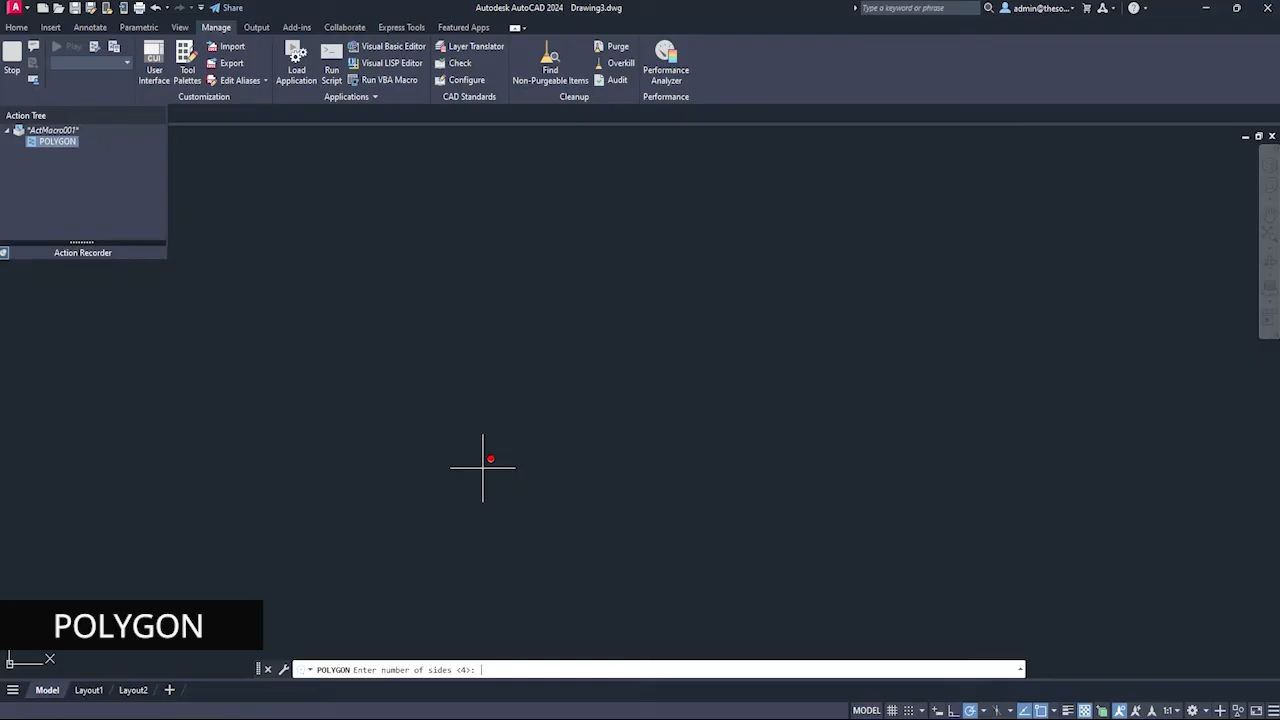 A Share Autodesk AutoCAD 2024 Drawing3.dwg Type a keyword or phrase admin@theso...
Home Insert Annotate Parametric View Manage Output Add-ins Collaborate Express Tools Featured Apps
Stop
Play
CUI
User
Interface
Tool
Palettes
Import
Export
Edit Aliases
Customization
Load
Application
Run
Script
Visual Basic Editor
Visual LISP Editor
Run VBA Macro
Applications
Layer Translator
Check
Configure
CAD Standards
Find
Non-Purgeable Items
Purge
Overkill
Audit
Cleanup
Performance
Analyzer
Performance
Action Tree
*ActMacro001*
POLYGON
Action Recorder
POLYGON
X
POLYGON Enter number of sides <4>:
Model Layout1 Layout2 +
MODEL 1:1